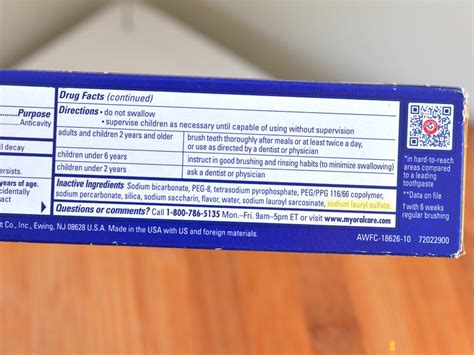 Drug Facts (continued)
Purpose
Anticavity
l decay
ersists.
years of age.
ccidentally
ntact
Directions • do not swallow
• supervise children as necessary until capable of using without supervision
adults and children 2 years and older
brush teeth thoroughly after meals or at least twice a day,
or use as directed by a dentist or physician
children under 6 years
instruct in good brushing and rinsing habits (to minimize swallowing)
children under 2 years
ask a dentist or physician
Inactive Ingredients Sodium bicarbonate, PEG-8, tetrasodium pyrophosphate, PEG/PPG 116/66 copolymer,
sodium percarbonate, silica, sodium saccharin, flavor, water, sodium lauroyl sarcosinate, sodium lauryl sulfate.
Questions or comments? Call 1-800-786-5135 Mon.-Fri. 9am–5pm ET or visit www.myoralcare.com
t Co., Inc., Ewing, NJ 08628 U.S.A. Made in the USA with US and foreign materials.
*in hard-to-reach
areas compared
to a leading
toothpaste
**Data on file
† with 6 weeks
regular brushing
AWFC-18626-10 72022900